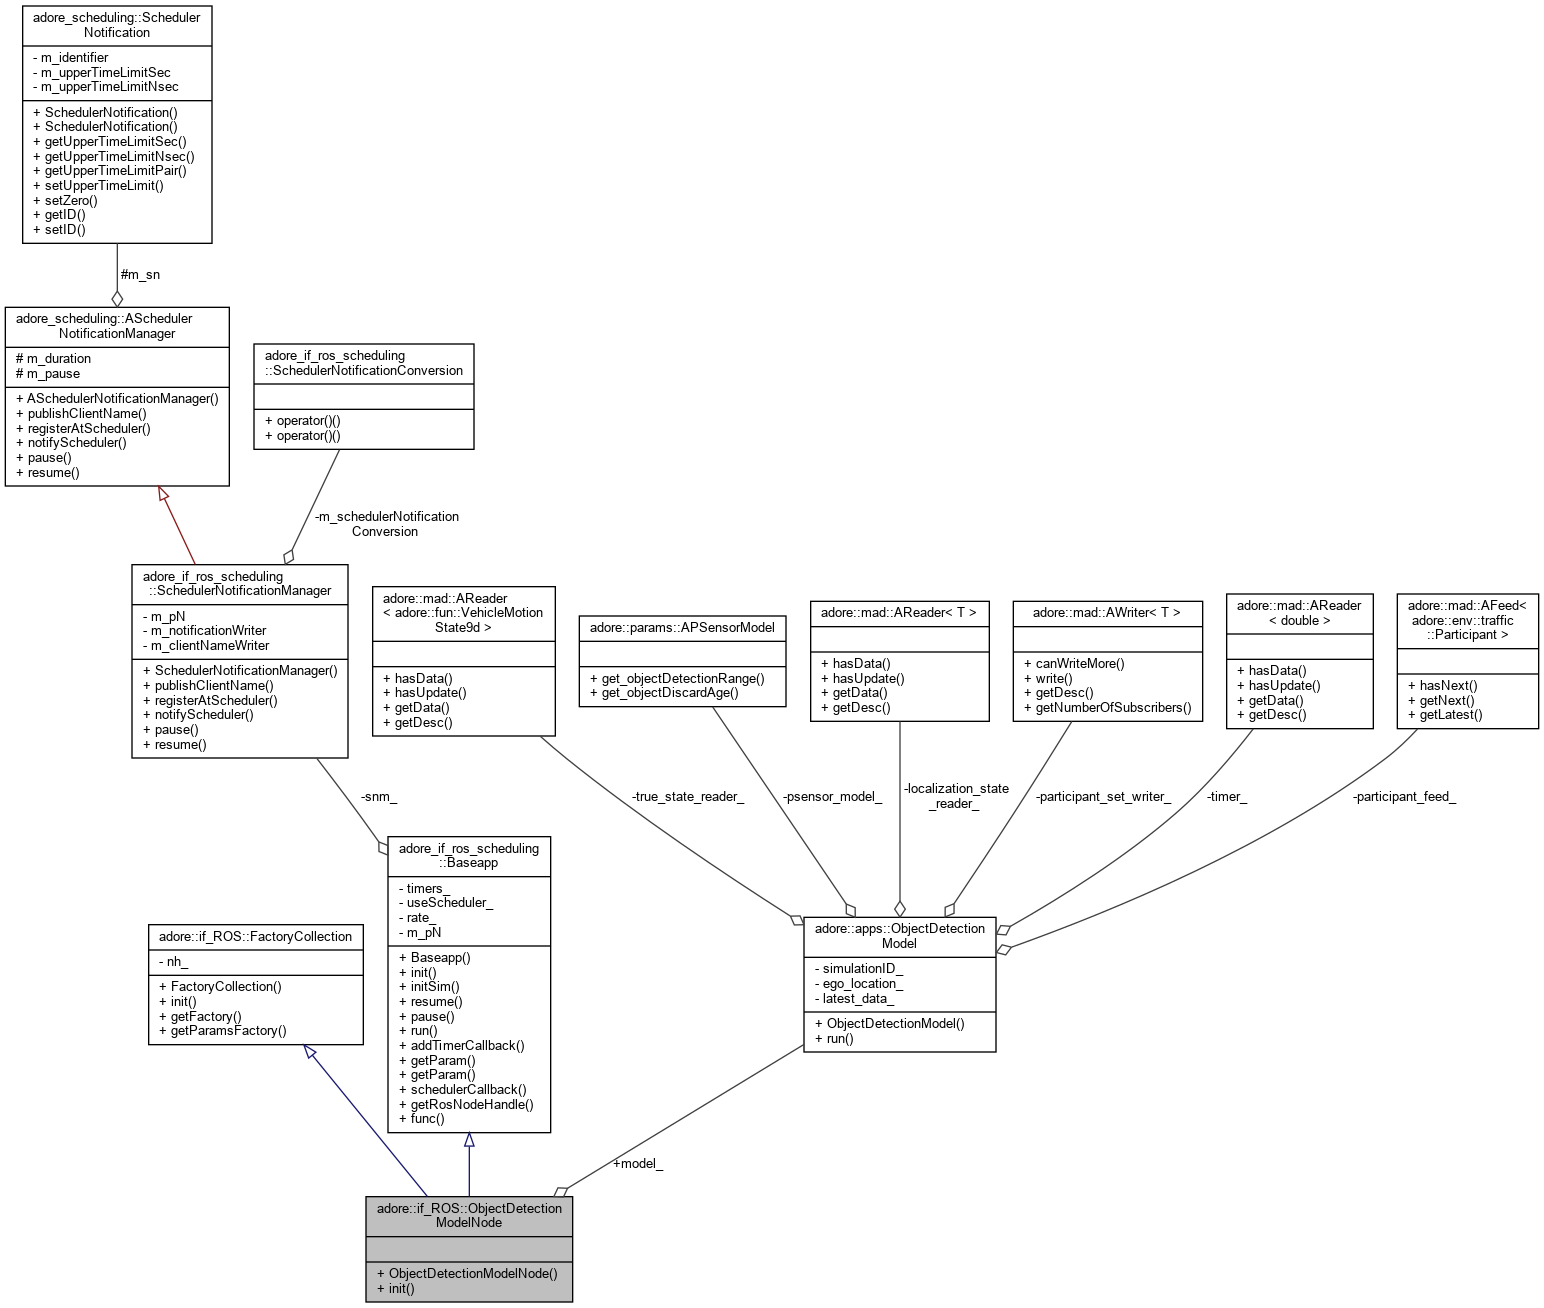 adore_scheduling::Scheduler
Notification
- m_identifier
- m_upperTimeLimitSec
- m_upperTimeLimitNsec
+ SchedulerNotification()
+ SchedulerNotification()
+ getUpperTimeLimitSec()
+ getUpperTimeLimitNsec()
+ getUpperTimeLimitPair()
+ setUpperTimeLimit()
+ setZero()
+ getID()
+ setID()
#m_sn
adore_scheduling::AScheduler
NotificationManager
# m_duration
# m_pause
+ ASchedulerNotificationManager()
+ publishClientName()
+ registerAtScheduler()
+ notifyScheduler()
+ pause()
+ resume()
adore_if_ros_scheduling
::SchedulerNotificationConversion
+ operator()()
+ operator()()
-m_schedulerNotification
Conversion
adore_if_ros_scheduling
::SchedulerNotificationManager
- m_pN
- m_notificationWriter
- m_clientNameWriter
+ SchedulerNotificationManager()
+ publishClientName()
+ registerAtScheduler()
+ notifyScheduler()
+ pause()
+ resume()
adore::mad::AReader
< adore::fun::VehicleMotion
State9d >
+ hasData()
+ hasUpdate()
+ getData()
+ getDesc()
adore::params::APSensorModel
+ get_objectDetectionRange()
+ get_objectDiscardAge()
adore::mad::AReader< T >
+ hasData()
+ hasUpdate()
+ getData()
+ getDesc()
adore::mad::AWriter< T >
+ canWriteMore()
+ write()
+ getDesc()
+ getNumberOfSubscribers()
adore::mad::AReader
< double >
+ hasData()
+ hasUpdate()
+ getData()
+ getDesc()
adore::mad::AFeed<
adore::env::traffic
::Participant >
+ hasNext()
+ getNext()
+ getLatest()
-snm_
-true_state_reader_
-psensor_model_
-localization_state
_reader_
-participant_set_writer_
-timer_
-participant_feed_
adore_if_ros_scheduling
::Baseapp
- timers_
- useScheduler_
- rate_
- m_pN
+ Baseapp()
+ init()
+ initSim()
+ resume()
+ pause()
+ run()
+ addTimerCallback()
+ getParam()
+ getParam()
+ schedulerCallback()
+ getRosNodeHandle()
+ func()
adore::if_ROS::FactoryCollection
- nh_
+ FactoryCollection()
+ init()
+ getFactory()
+ getParamsFactory()
adore::apps::ObjectDetection
Model
- simulationID_
- ego_location_
- latest_data_
+ ObjectDetectionModel()
+ run()
+model_
adore::if_ROS::ObjectDetection
ModelNode
+ ObjectDetectionModelNode()
+ init()